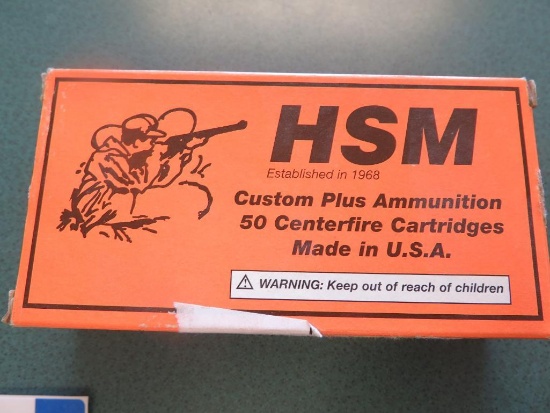 HSM
Established in 1968
Custom Plus Ammunition
50 Centerfire Cartridges
Made in U.S.A.
WARNING: Keep out of reach of children